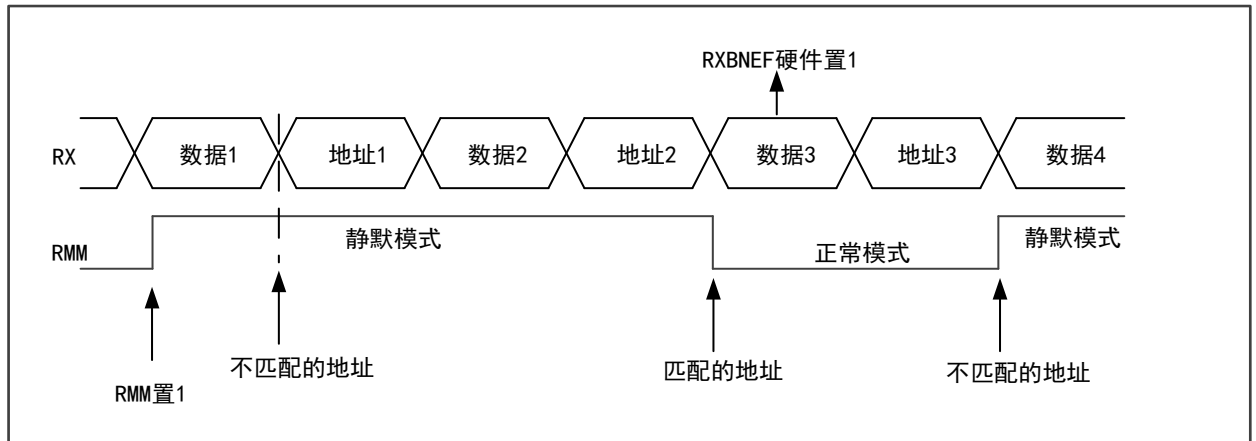 RXBNEF硬件置1
RX
数据1
地址1
数据2
地址2
数据3
地址3
数据4
RMM
静默模式
正常模式
静默模式
RMM置1
不匹配的地址
匹配的地址
不匹配的地址